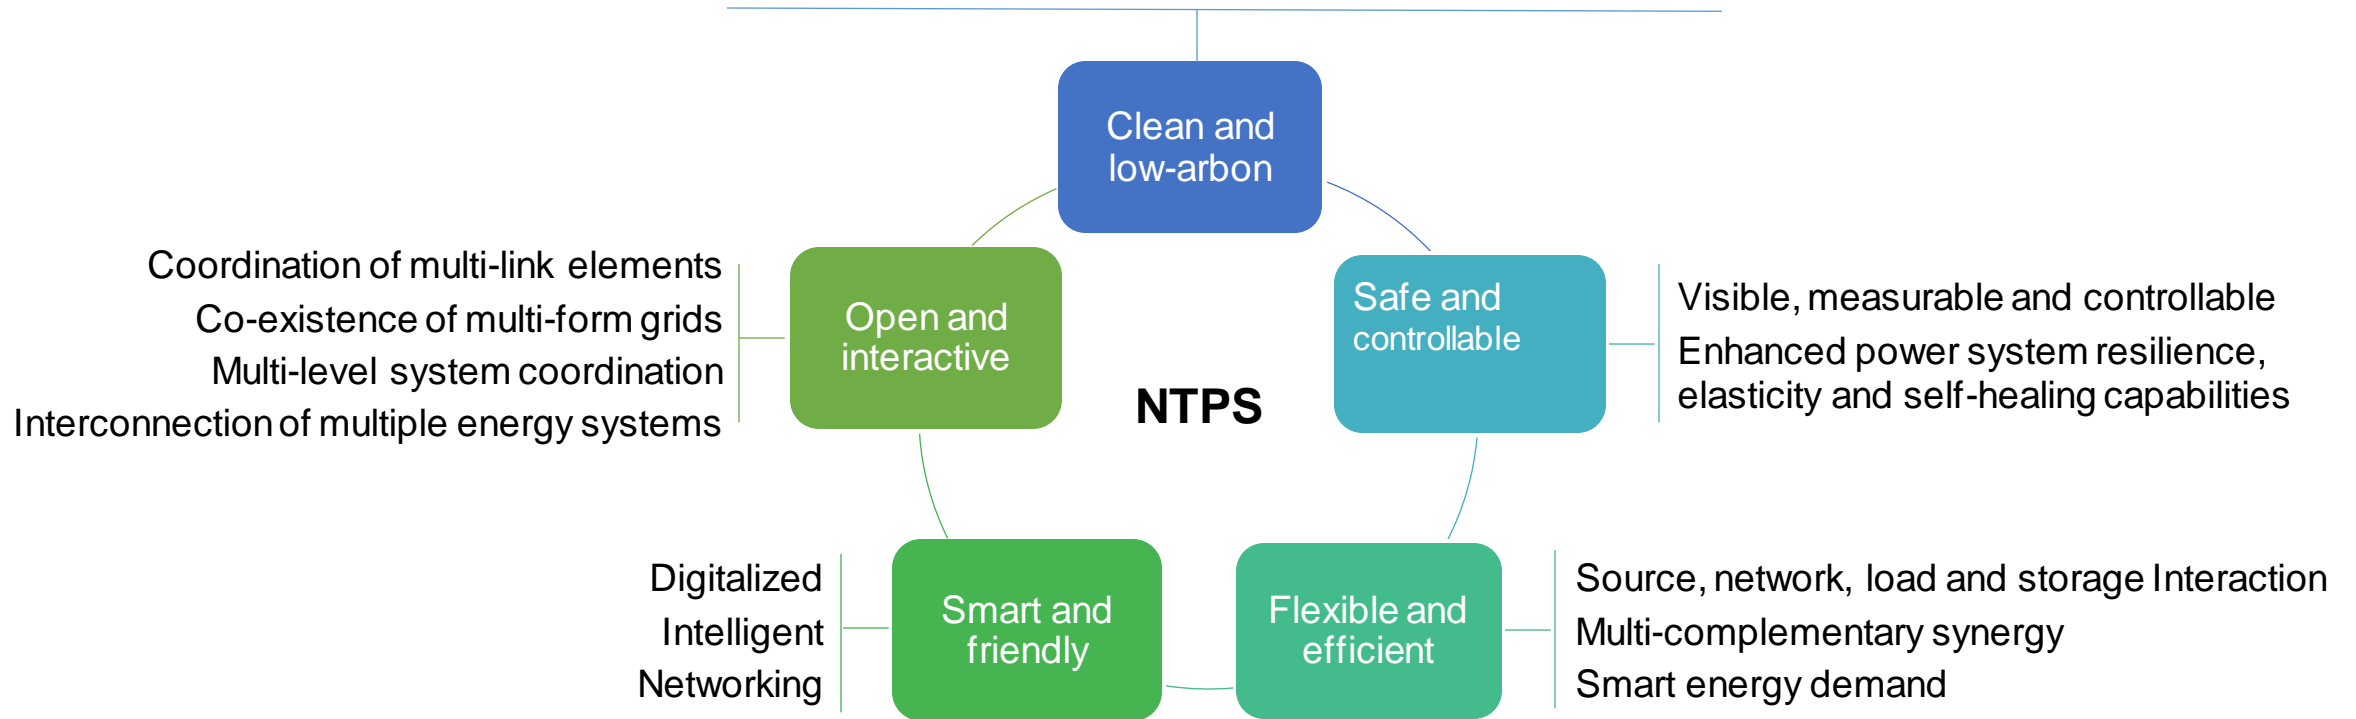 Clean and
low-arbon
Coordination of multi-link elements
Co-existence of multi-form grids
Multi-level system coordination
Interconnection of multiple energy systems
Open and
interactive
NTPS
Safe and
controllable
Visible, measurable and controllable
Enhanced power system resilience,
elasticity and self-healing capabilities
Digitalized
Intelligent
Networking
Smart and
friendly
Flexible and
efficient
Source, network, load and storage Interaction
Multi-complementary synergy
Smart energy demand